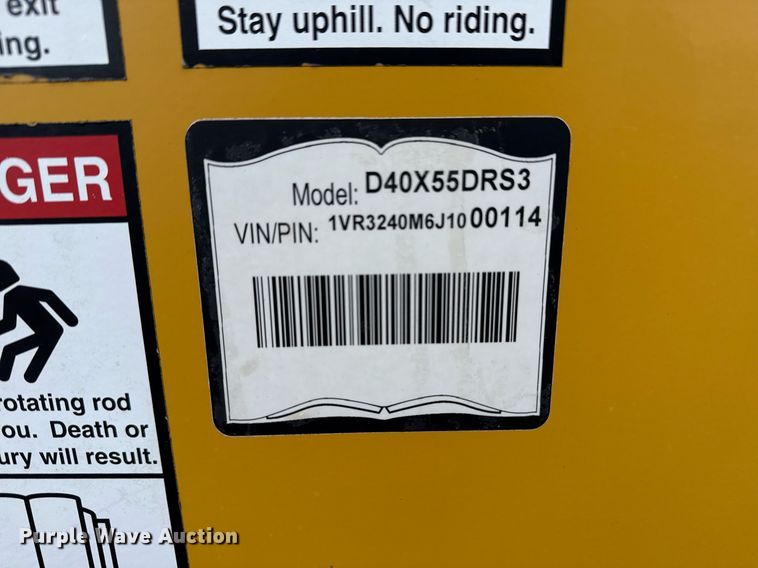 exit
ing.
Stay uphill. No riding.
GER
rotating rod
ou. Death or
ury will result.
Model: D40X55DRS3
VIN/PIN: 1VR3240M6J1000114
Purple Wave Auction